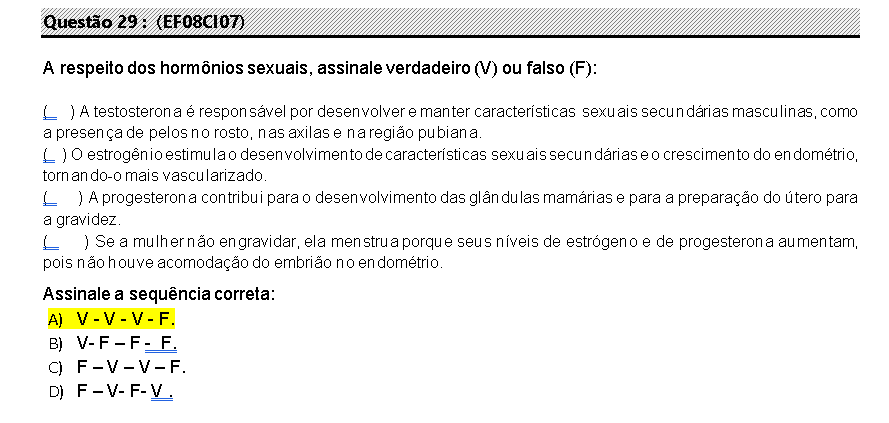 Questão 29 : (EF08CI07)
A respeito dos hormônios sexuais, assinale verdadeiro (V) ou falso (F):
(__ ) A testosterona é responsável por desenvolver e manter características sexuais secundárias masculinas, como
a presença de pelos no rosto, nas axilas e na região pubiana.
(__ ) O estrogênio estimula o desenvolvimento de características sexuais secundárias e o crescimento do endométrio,
tornando-o mais vascularizado.
(__ ) A progesterona contribui para o desenvolvimento das glândulas mamárias e para a preparação do útero para
a gravidez.
(__ ) Se a mulher não engravidar, ela menstrua porque seus níveis de estrógeno e de progesterona aumentam,
pois não houve acomodação do embrião no endométrio.
Assinale a sequência correta:
A) V - V - V - F.
B) V- F – F - F.
C) F – V – V – F.
D) F – V- F- V .